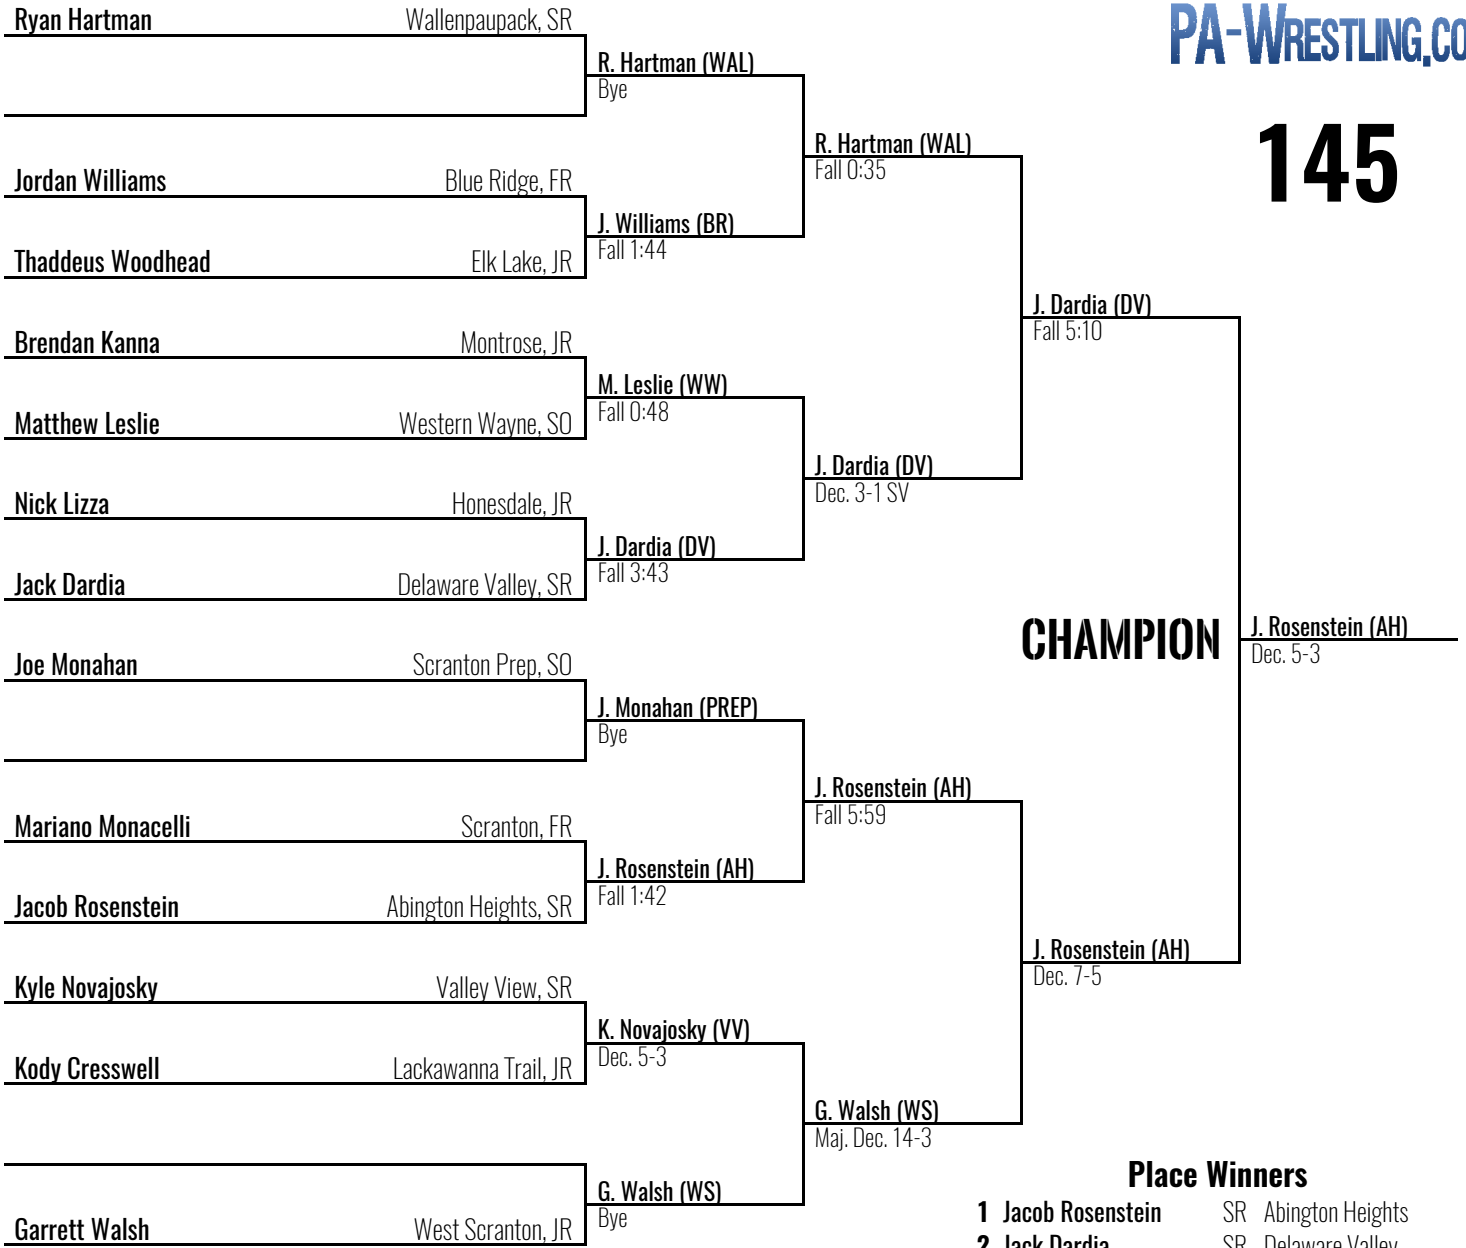 Ryan Hartman Wallenpaupack, SR
PA-WRESTLING.CO
R. Hartman (WAL)
Bye
145
R. Hartman (WAL)
Fall 0:35
Jordan Williams Blue Ridge, FR
J. Williams (BR)
Fall 1:44
Thaddeus Woodhead Elk Lake, JR
J. Dardia (DV)
Fall 5:10
Brendan Kanna Montrose, JR
M. Leslie (WW)
Fall 0:48
Matthew Leslie Western Wayne, SO
J. Dardia (DV)
Dec. 3-1 SV
Nick Lizza Honesdale, JR
J. Dardia (DV)
Fall 3:43
Jack Dardia Delaware Valley, SR
CHAMPION
J. Rosenstein (AH)
Dec. 5-3
Joe Monahan Scranton Prep, SO
J. Monahan (PREP)
Bye
J. Rosenstein (AH)
Fall 5:59
Mariano Monacelli Scranton, FR
J. Rosenstein (AH)
Fall 1:42
Jacob Rosenstein Abington Heights, SR
J. Rosenstein (AH)
Dec. 7-5
Kyle Novajosky Valley View, SR
K. Novajosky (VV)
Dec. 5-3
Kody Cresswell Lackawanna Trail, JR
G. Walsh (WS)
Maj. Dec. 14-3
G. Walsh (WS)
Bye
Garrett Walsh West Scranton, JR
Place Winners
1 Jacob Rosenstein SR Abington Heights
2 Jack Dardia SR Delaware Valley